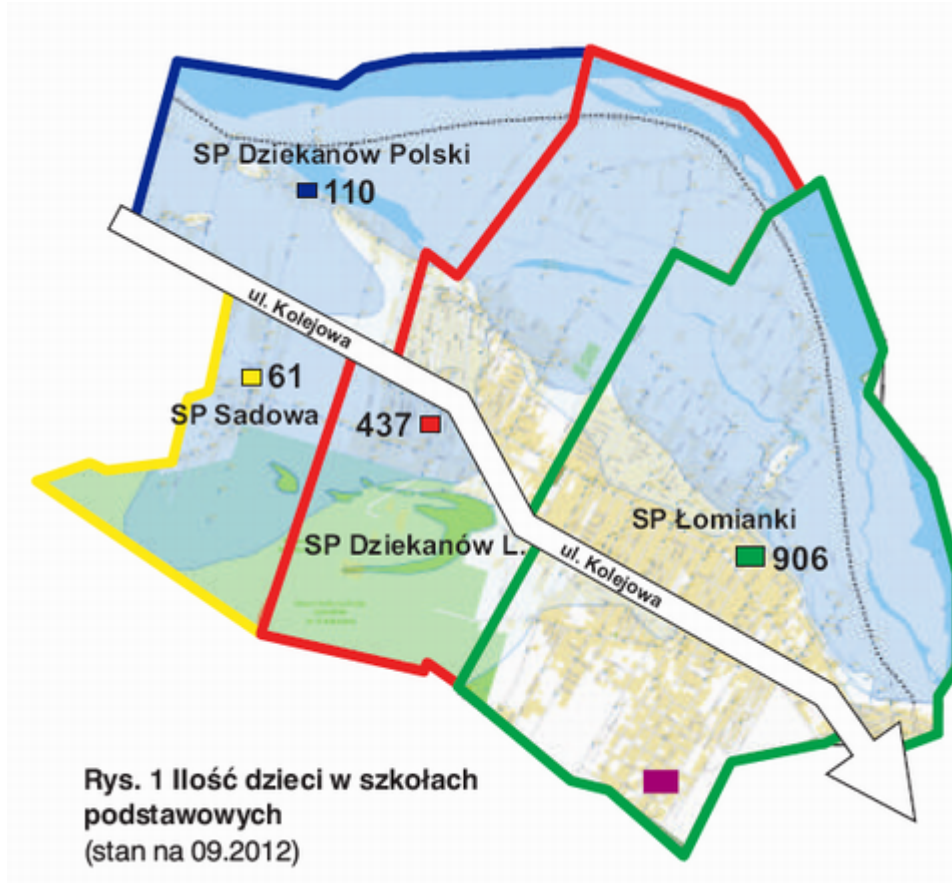 SP Dziekanów Polski
110
ul. Kolejowa
61
SP Sadowa
437
SP Łomianki
906
SP Dziekanów L.
ul. Kolejowa
Rys. 1 Ilość dzieci w szkołach
podstawowych
(stan na 09.2012)